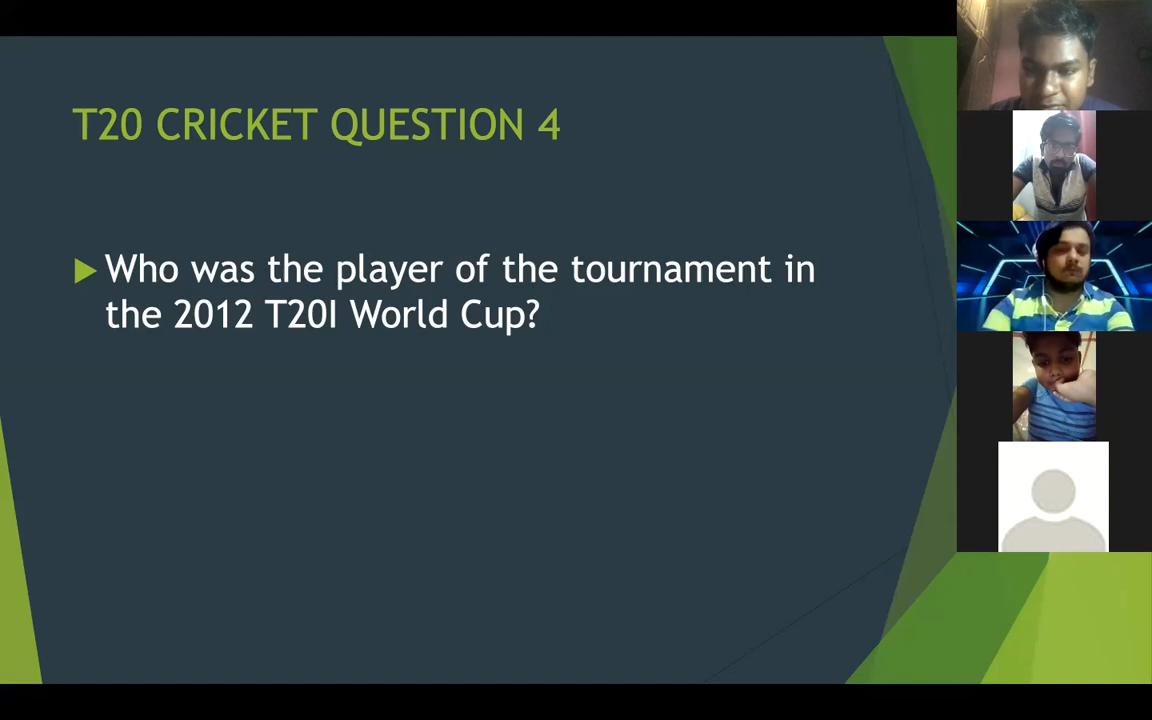 T20 CRICKET QUESTION 4
Who was the player of the tournament in
the 2012 T20I World Cup?